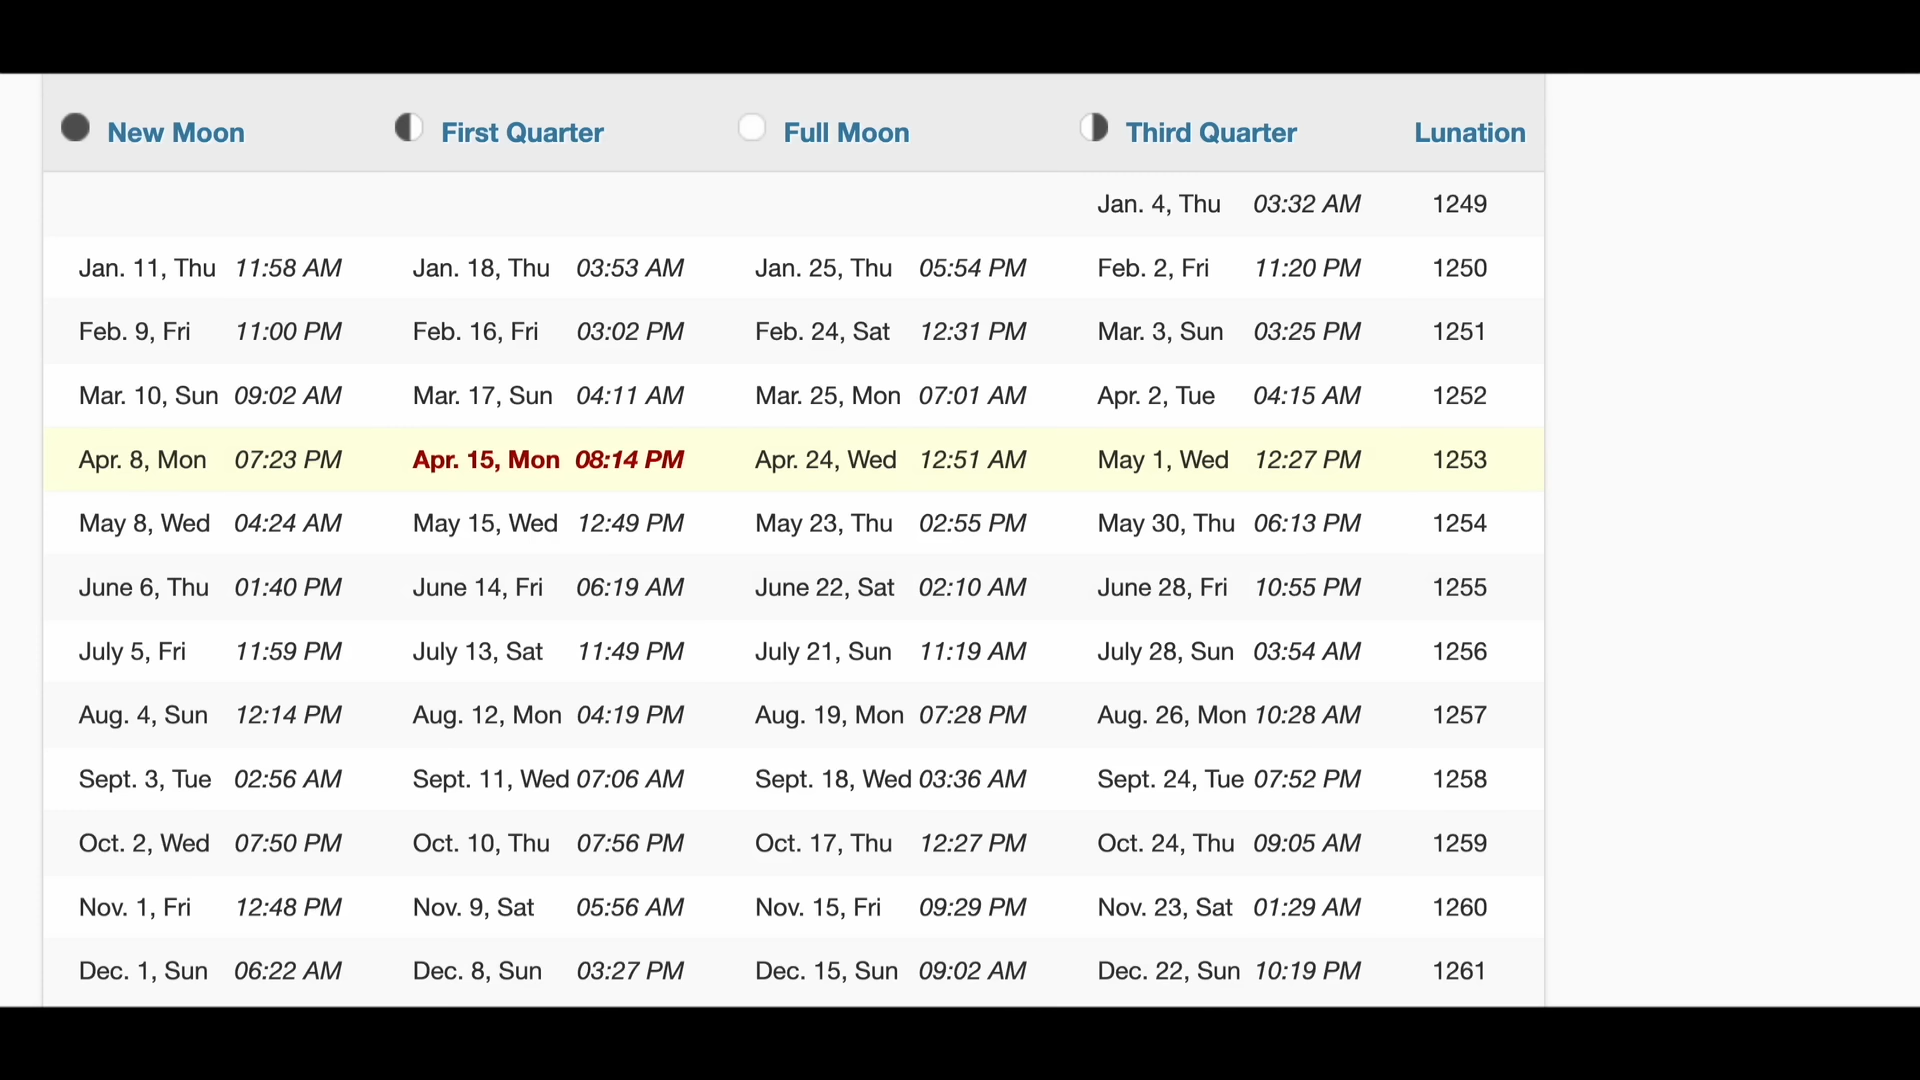 New Moon First Quarter Full Moon Third Quarter Lunation
Jan. 4, Thu 03:32 AM 1249
Jan. 11, Thu 11:58 AM Jan. 18, Thu 03:53 AM Jan. 25, Thu 05:54 PM Feb. 2, Fri 11:20 PM 1250
Feb. 9, Fri 11:00 PM Feb. 16, Fri 03:02 PM Feb. 24, Sat 12:31 PM Mar. 3, Sun 03:25 PM 1251
Mar. 10, Sun 09:02 AM Mar. 17, Sun 04:11 AM Mar. 25, Mon 07:01 AM Apr. 2, Tue 04:15 AM 1252
Apr. 8, Mon 07:23 PM Apr. 15, Mon 08:14 PM Apr. 24, Wed 12:51 AM May 1, Wed 12:27 PM 1253
May 8, Wed 04:24 AM May 15, Wed 12:49 PM May 23, Thu 02:55 PM May 30, Thu 06:13 PM 1254
June 6, Thu 01:40 PM June 14, Fri 06:19 AM June 22, Sat 02:10 AM June 28, Fri 10:55 PM 1255
July 5, Fri 11:59 PM July 13, Sat 11:49 PM July 21, Sun 11:19 AM July 28, Sun 03:54 AM 1256
Aug. 4, Sun 12:14 PM Aug. 12, Mon 04:19 PM Aug. 19, Mon 07:28 PM Aug. 26, Mon 10:28 AM 1257
Sept. 3, Tue 02:56 AM Sept. 11, Wed 07:06 AM Sept. 18, Wed 03:36 AM Sept. 24, Tue 07:52 PM 1258
Oct. 2, Wed 07:50 PM Oct. 10, Thu 07:56 PM Oct. 17, Thu 12:27 PM Oct. 24, Thu 09:05 AM 1259
Nov. 1, Fri 12:48 PM Nov. 9, Sat 05:56 AM Nov. 15, Fri 09:29 PM Nov. 23, Sat 01:29 AM 1260
Dec. 1, Sun 06:22 AM Dec. 8, Sun 03:27 PM Dec. 15, Sun 09:02 AM Dec. 22, Sun 10:19 PM 1261